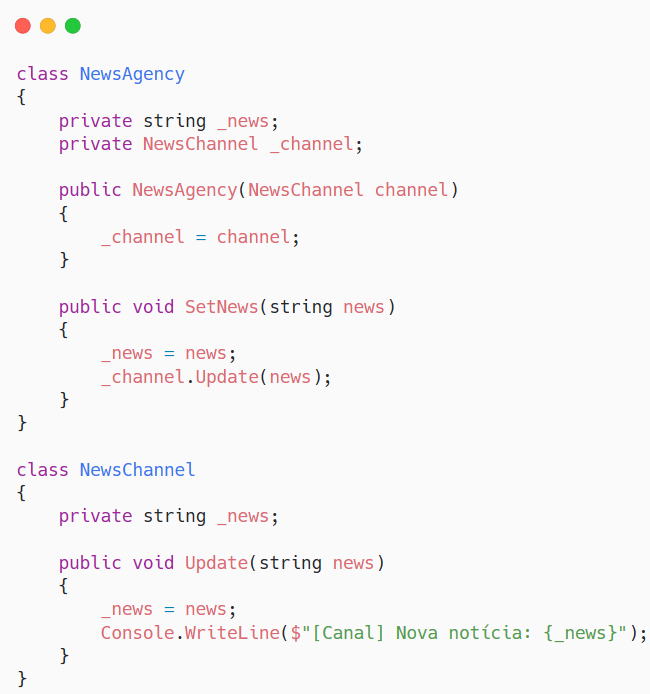 class NewsAgency
{
    private string _news;
    private NewsChannel _channel;

    public NewsAgency(NewsChannel channel)
    {
        _channel = channel;
    }

    public void SetNews(string news)
    {
        _news = news;
        _channel.Update(news);
    }
}

class NewsChannel
{
    private string _news;

    public void Update(string news)
    {
        _news = news;
        Console.WriteLine($"[Canal] Nova notícia: {_news}");
    }
}